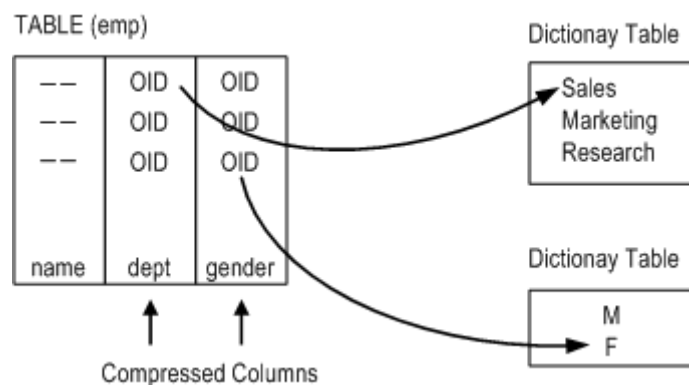 TABLE (emp)
Dictionay Table
—— OID OID
—— OID OID
—— OID OID
name dept gender
Sales
Marketing
Research
Dictionay Table
M
F
Compressed Columns